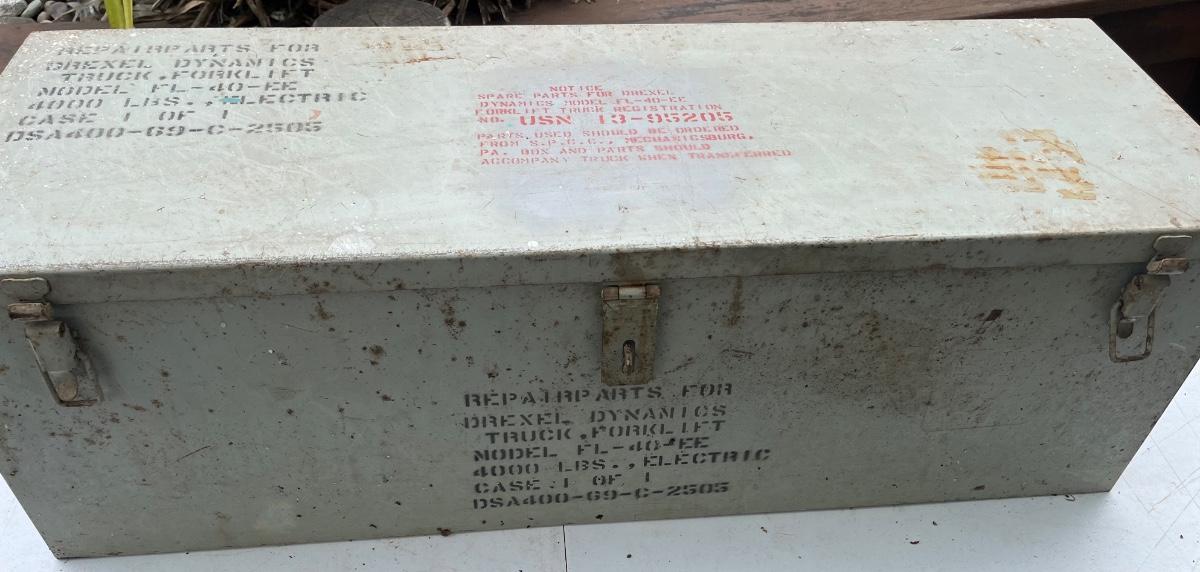 REPAIRPARTS FOR
DREXEL DYNAMICS
TRUCK, FORKLIFT
MODEL FL-40-EE
4000 LBS., ELECTRIC
CASE 1 OF 1
DSA400-69-C-2505
NOTICE
SPARE PARTS FOR DREXEL
DYNAMICS MODEL FL-40-EE
FORKLIFT TRUCK REGISTRATION
NO. USN 13-95205
PARTS USED SHOULD BE ORDERED
FROM S.P.C.C., MECHANICSBURG,
PA. BOX AND PARTS SHOULD
ACCOMPANY TRUCK WHEN TRANSFERRED
REPAIRPARTS FOR
DREXEL DYNAMICS
TRUCK, FORKLIFT
MODEL FL-40-EE
4000 LBS., ELECTRIC
CASE 1 OF 1
DSA400-69-C-2505